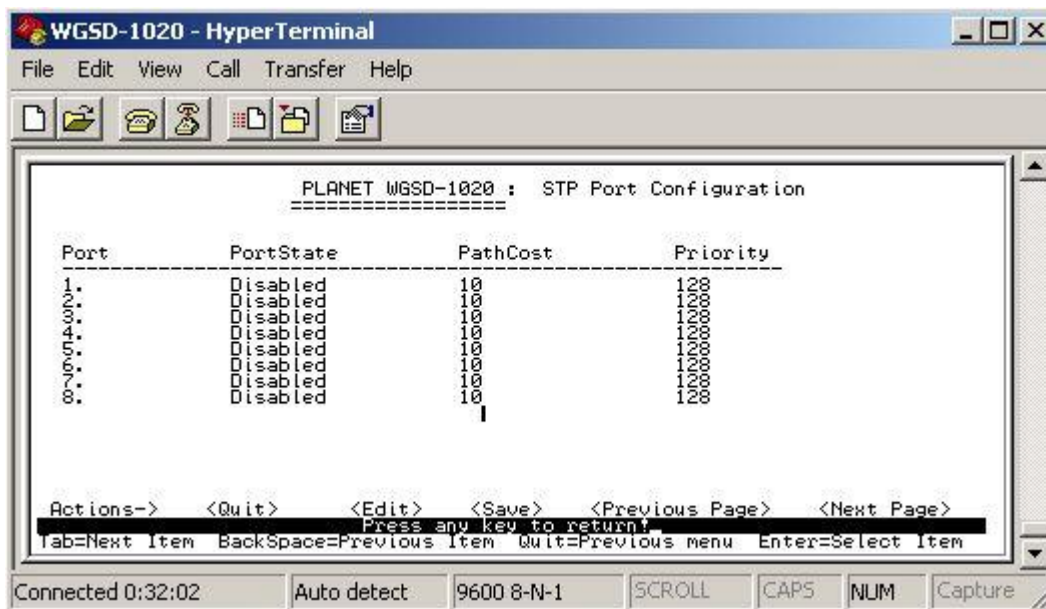 WGSD-1020 - HyperTerminal
File Edit View Call Transfer Help
PLANET WGSD-1020 : STP Port Configuration
==================
Port PortState PathCost Priority
------------------------------------------------------------
1. Disabled 10 128
2. Disabled 10 128
3. Disabled 10 128
4. Disabled 10 128
5. Disabled 10 128
6. Disabled 10 128
7. Disabled 10 128
8. Disabled 10 128
Actions-> <Quit> <Edit> <Save> <Previous Page> <Next Page>
Press any key to return!
Tab=Next Item BackSpace=Previous Item Quit=Previous menu Enter=Select Item
Connected 0:32:02 Auto detect 9600 8-N-1 SCROLL CAPS NUM Capture